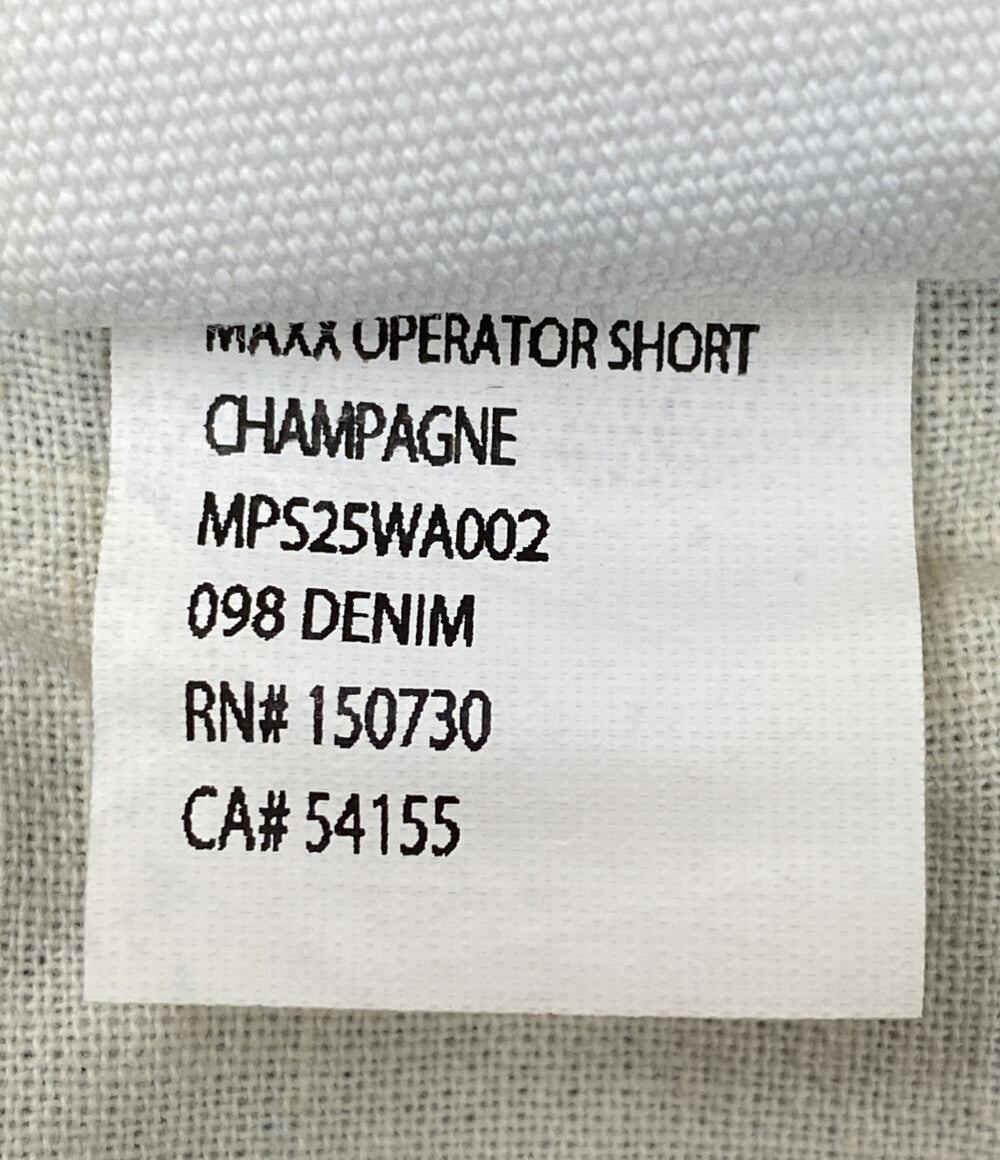 MAXX OPERATOR SHORT
CHAMPAGNE
MPS25WA002
098 DENIM
RN# 150730
CA# 54155